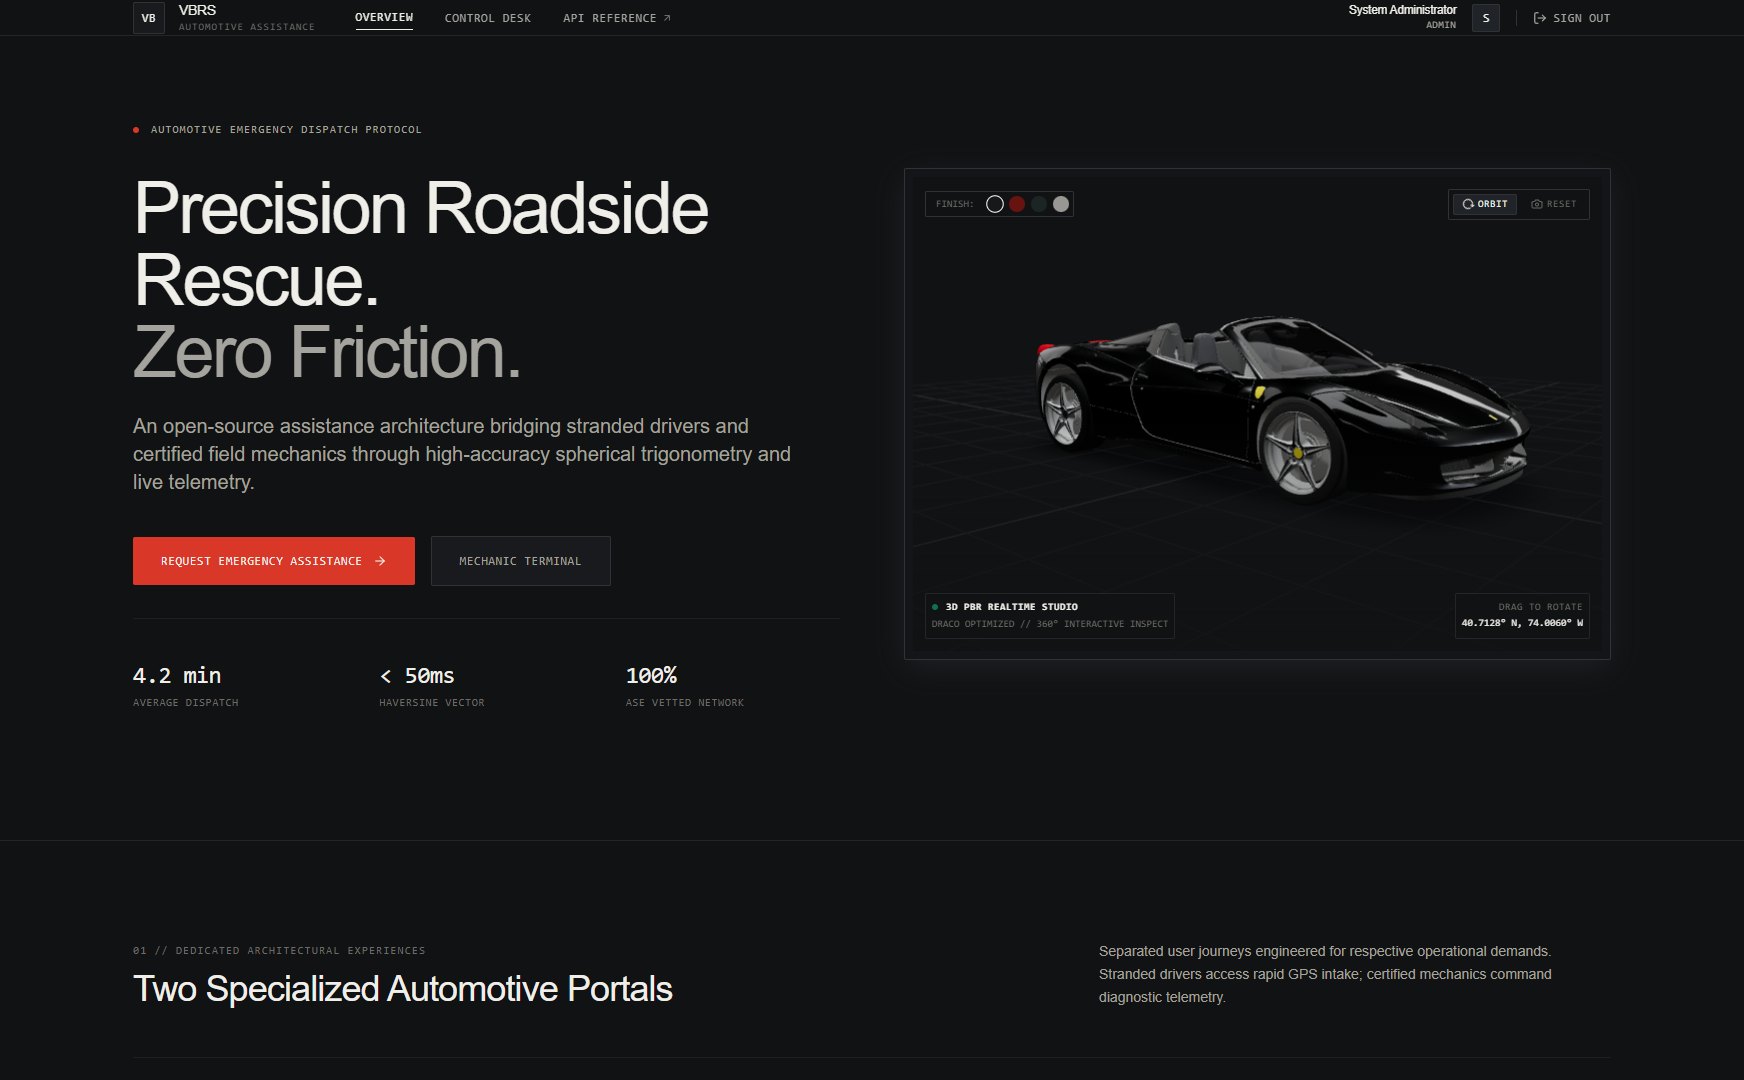 VB
VBRS
AUTOMOTIVE ASSISTANCE
OVERVIEW
CONTROL DESK
API REFERENCE ↗
System Administrator
ADMIN
S
SIGN OUT
AUTOMOTIVE EMERGENCY DISPATCH PROTOCOL
Precision Roadside
Rescue.
Zero Friction.
An open-source assistance architecture bridging stranded drivers and
certified field mechanics through high-accuracy spherical trigonometry and
live telemetry.
REQUEST EMERGENCY ASSISTANCE →
MECHANIC TERMINAL
4.2 min
AVERAGE DISPATCH
< 50ms
HAVERSINE VECTOR
100%
ASE VETTED NETWORK
FINISH:
ORBIT
RESET
3D PBR REALTIME STUDIO
DRACO OPTIMIZED // 360° INTERACTIVE INSPECT
DRAG TO ROTATE
40.7128° N, 74.0060° W
01 // DEDICATED ARCHITECTURAL EXPERIENCES
Two Specialized Automotive Portals
Separated user journeys engineered for respective operational demands.
Stranded drivers access rapid GPS intake; certified mechanics command
diagnostic telemetry.